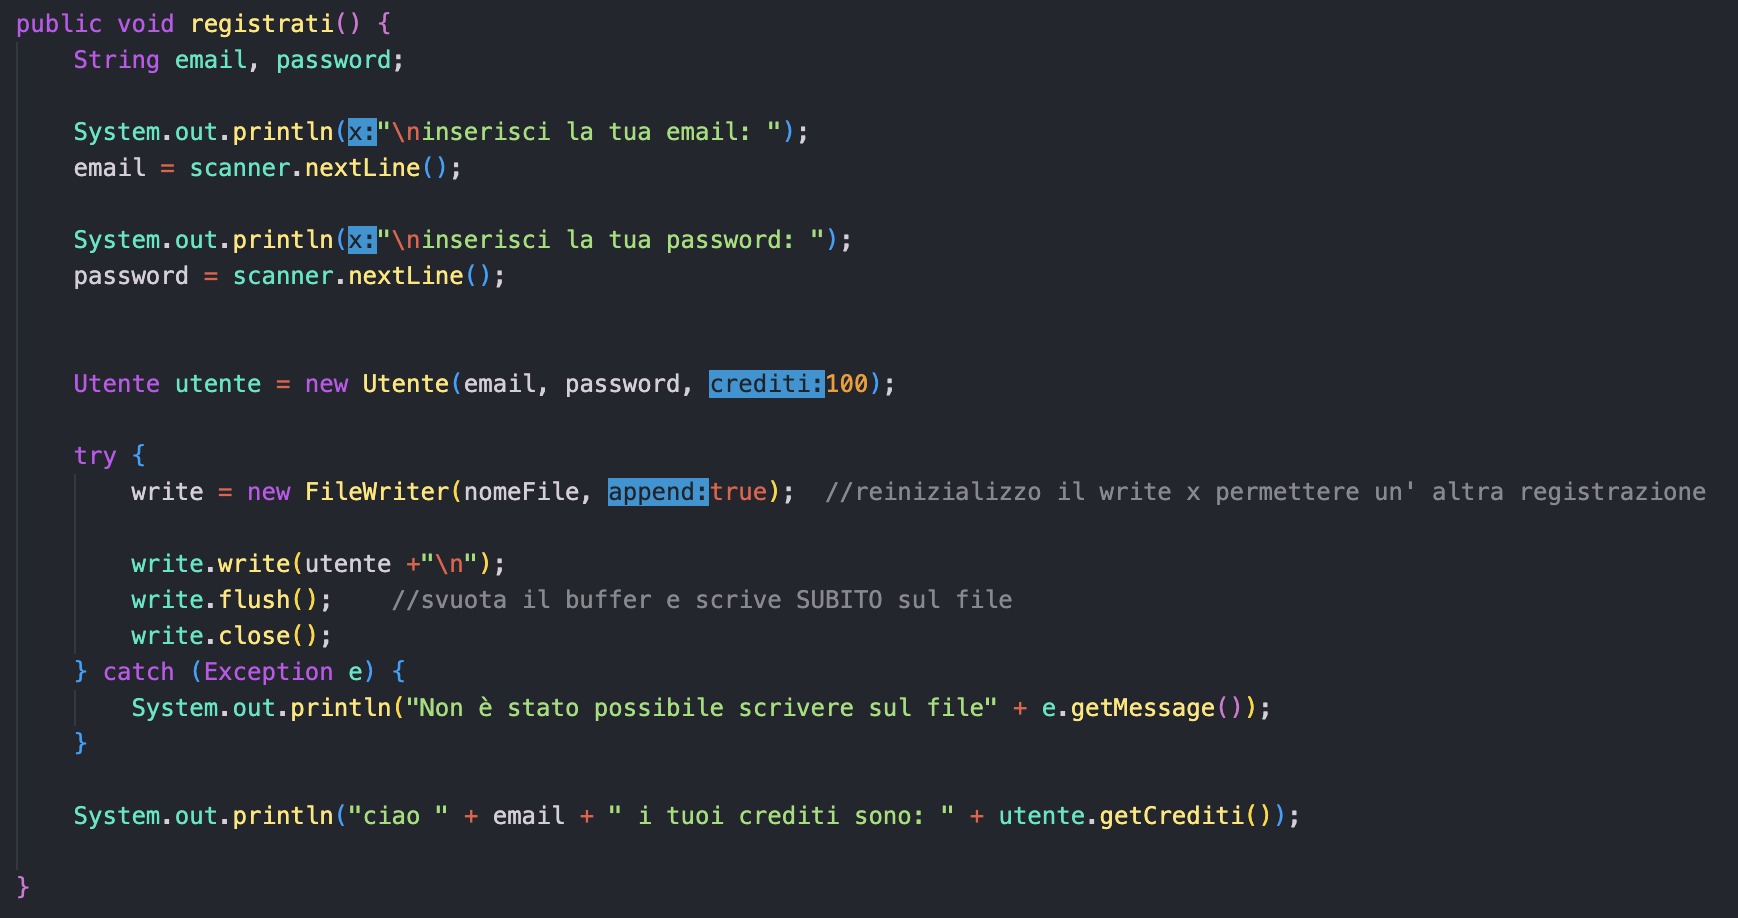 public void registrati() {
String email, password;
System.out.println(x:"\ninserisci la tua email: ");
email = scanner.nextLine();
System.out.println(x:"\ninserisci la tua password: ");
password = scanner.nextLine();
Utente utente = new Utente(email, password, crediti:100);
try {
write = new FileWriter(nomeFile, append:true);  //reinizializzo il write x permettere un' altra registrazione
write.write(utente +"\n");
write.flush();    //svuota il buffer e scrive SUBITO sul file
write.close();
} catch (Exception e) {
System.out.println("Non è stato possibile scrivere sul file" + e.getMessage());
}
System.out.println("ciao " + email + " i tuoi crediti sono: " + utente.getCrediti());
}